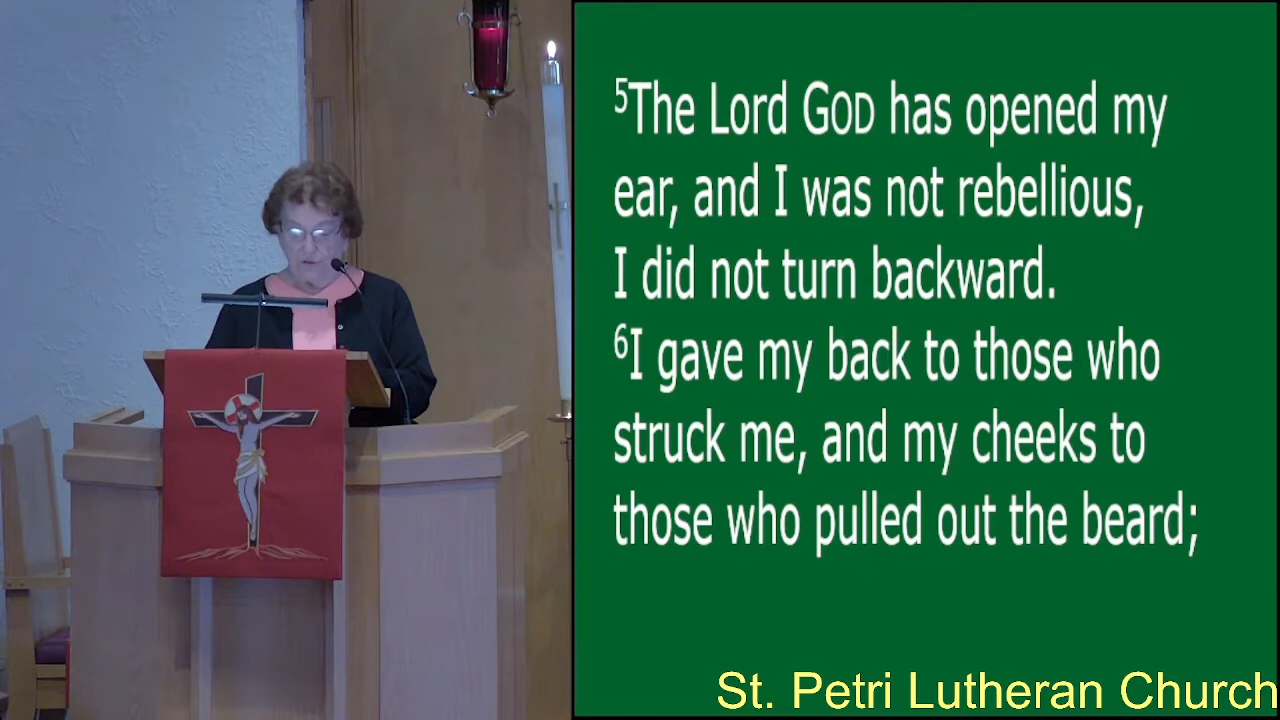 ⁵The Lord GOD has opened my
ear, and I was not rebellious,
I did not turn backward.
⁶I gave my back to those who
struck me, and my cheeks to
those who pulled out the beard;
St. Petri Lutheran Church